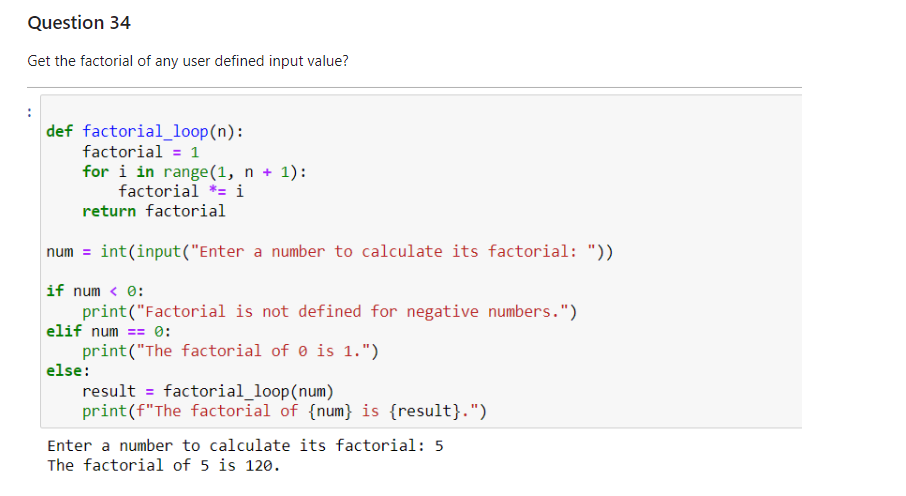 Question 34
Get the factorial of any user defined input value?
:
def factorial_loop(n):
    factorial = 1
    for i in range(1, n + 1):
        factorial *= i
    return factorial
num = int(input("Enter a number to calculate its factorial: "))
if num < 0:
    print("Factorial is not defined for negative numbers.")
elif num == 0:
    print("The factorial of 0 is 1.")
else:
    result = factorial_loop(num)
    print(f"The factorial of {num} is {result}.")
Enter a number to calculate its factorial: 5
The factorial of 5 is 120.